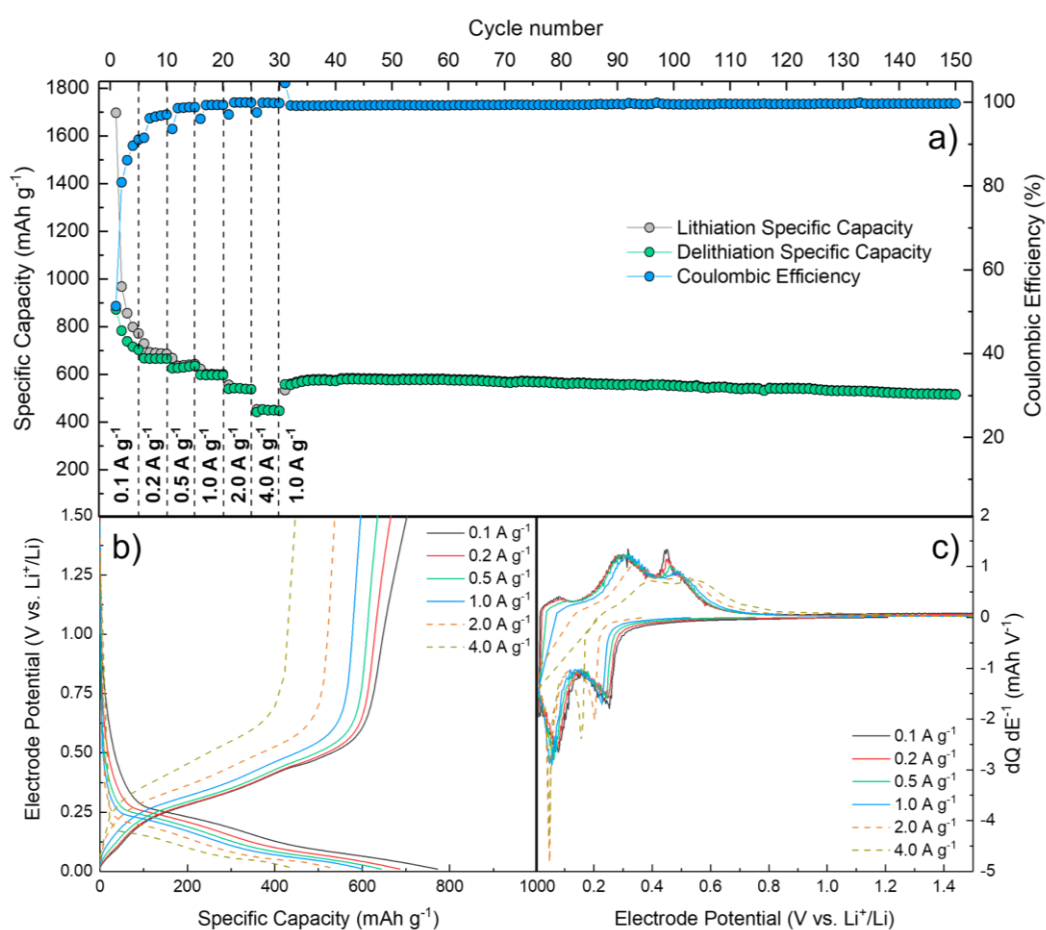 Cycle number
0 10 20 30 40 50 60 70 80 90 100 110 120 130 140 150
a)
Specific Capacity (mAh g⁻¹)
1800
1600
1400
1200
1000
800
600
400
200
100
80
60
40
20
Coulombic Efficiency (%)
Lithiation Specific Capacity
Delithiation Specific Capacity
Coulombic Efficiency
0.1 A g⁻¹
0.2 A g⁻¹
0.5 A g⁻¹
1.0 A g⁻¹
2.0 A g⁻¹
4.0 A g⁻¹
1.0 A g⁻¹
b)
Electrode Potential (V vs. Li⁺/Li)
1.50
1.25
1.00
0.75
0.50
0.25
0.00
0.1 A g⁻¹
0.2 A g⁻¹
0.5 A g⁻¹
1.0 A g⁻¹
2.0 A g⁻¹
4.0 A g⁻¹
0 200 400 600 800 1000
Specific Capacity (mAh g⁻¹)
c)
2
1
0
-1
-2
-3
-4
-5
dQ dE⁻¹ (mAh V⁻¹)
0.1 A g⁻¹
0.2 A g⁻¹
0.5 A g⁻¹
1.0 A g⁻¹
2.0 A g⁻¹
4.0 A g⁻¹
0.2 0.4 0.6 0.8 1.0 1.2 1.4
Electrode Potential (V vs. Li⁺/Li)